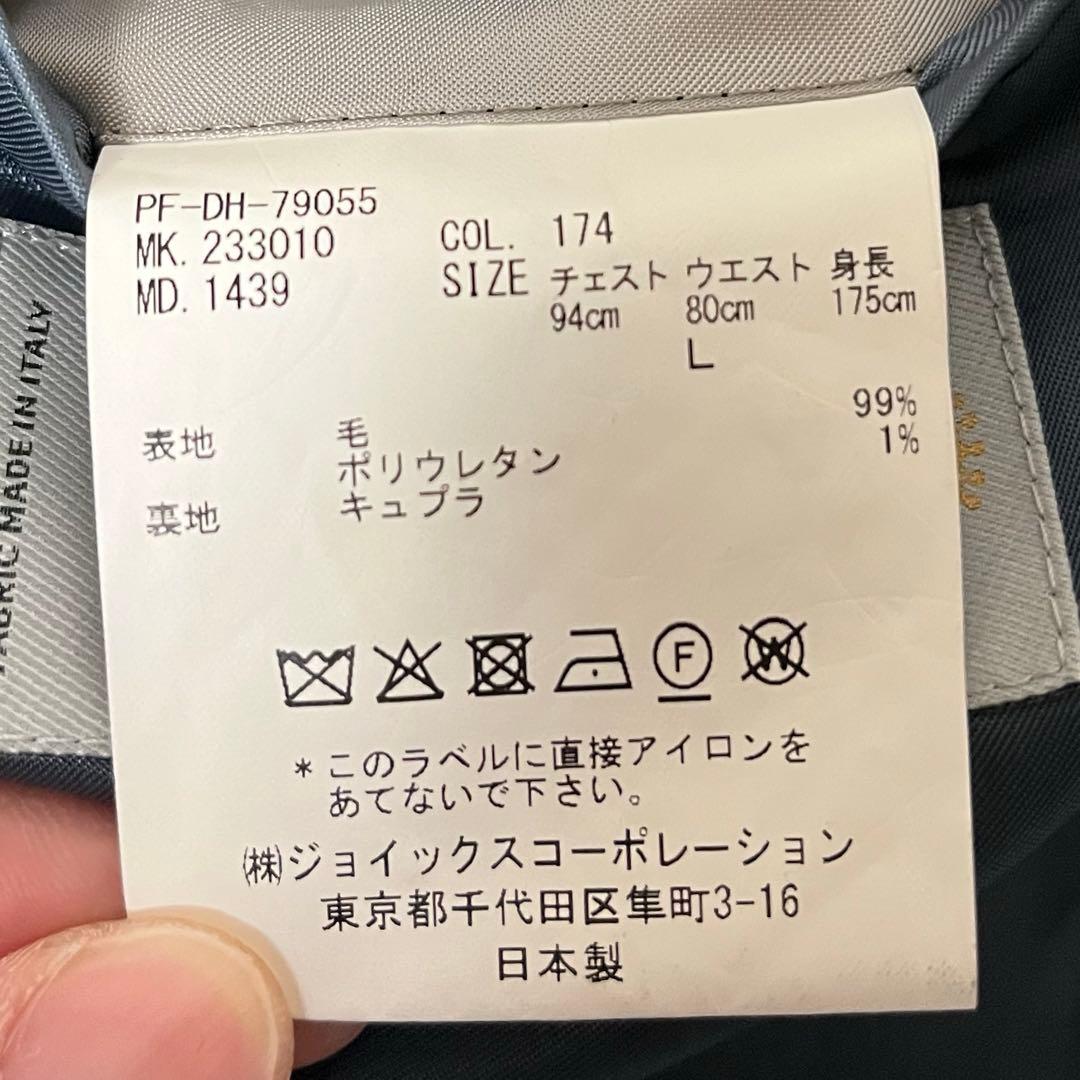 PF-DH-79055
MK. 233010 COL. 174
MD. 1439 SIZE チェスト ウエスト 身長
94cm 80cm 175cm
L
表地 毛 99%
ポリウレタン 1%
裏地 キュプラ
F
W
*このラベルに直接アイロンを
あてないで下さい。
㈱ジョイックスコーポレーション
東京都千代田区隼町3-16
日本製
FABRIC MADE IN ITALY